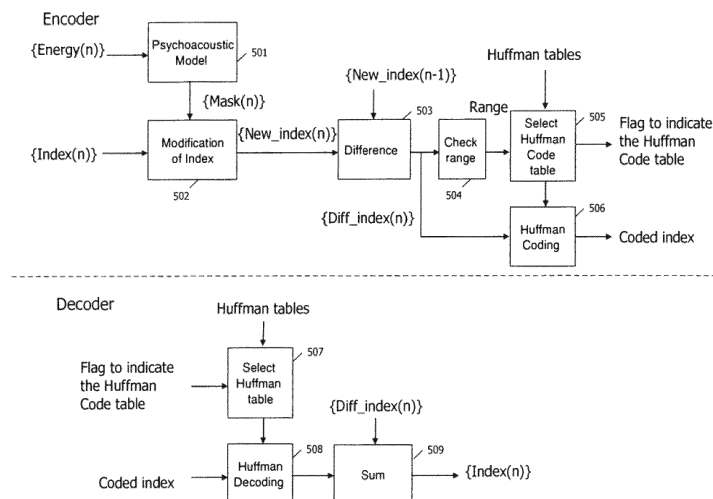 Encoder
{Energy(n)}
Psychoacoustic
Model
501
{Mask(n)}
{Index(n)}
Modification
of Index
502
{New_index(n)}
{New_index(n-1)}
Difference
503
{Diff_index(n)}
Range
Check
range
504
Huffman tables
Select
Huffman
Code
table
505
Flag to indicate
the Huffman
Code table
Huffman
Coding
506
Coded index
Decoder
Huffman tables
Flag to indicate
the Huffman
Code table
Select
Huffman
table
507
Coded index
Huffman
Decoding
508
{Diff_index(n)}
Sum
509
{Index(n)}